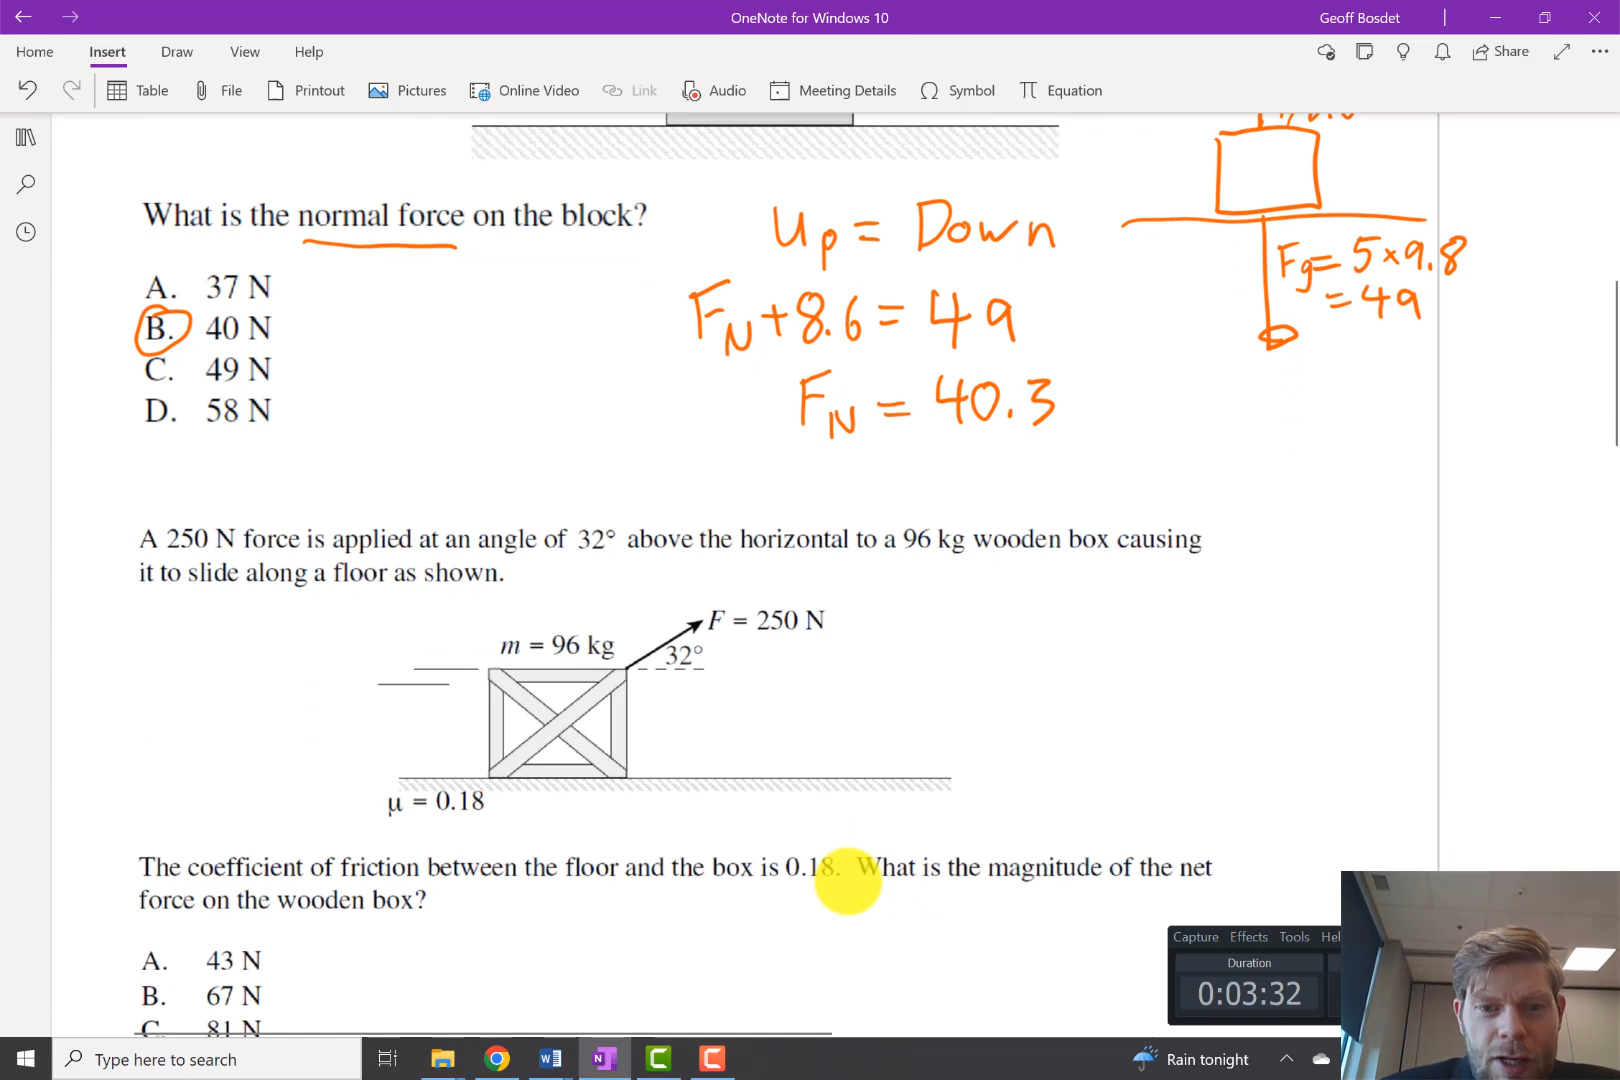 OneNote for Windows 10
Geoff Bosdet
Home Insert Draw View Help
Share
Table File Printout Pictures Online Video Link Audio Meeting Details Symbol Equation
What is the normal force on the block?
A. 37 N
B. 40 N
C. 49 N
D. 58 N
Up = Down
FN + 8.6 = 49
FN = 40.3
Fg = 5 × 9.8
= 49
A 250 N force is applied at an angle of 32° above the horizontal to a 96 kg wooden box causing
it to slide along a floor as shown.
F = 250 N
m = 96 kg
32°
μ = 0.18
The coefficient of friction between the floor and the box is 0.18. What is the magnitude of the net
force on the wooden box?
A. 43 N
B. 67 N
C. 81 N
Capture Effects Tools Hel
Duration
0:03:32
Type here to search
Rain tonight